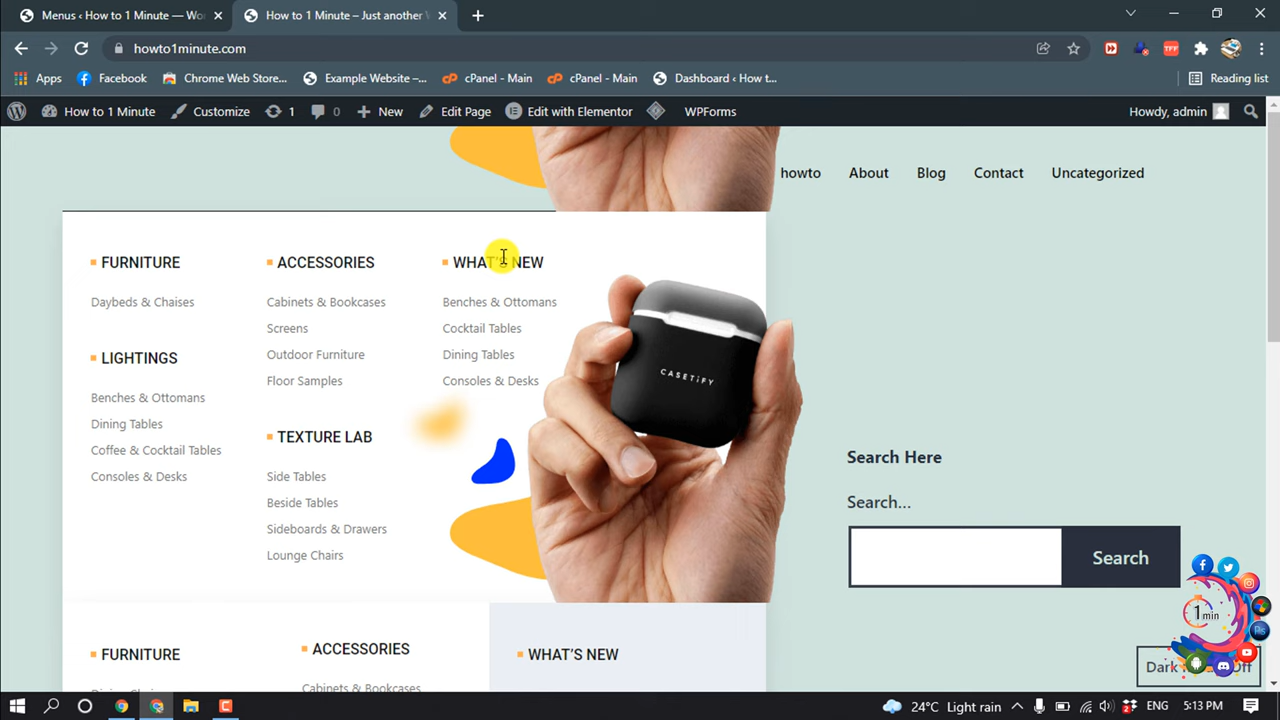 Menus ‹ How to 1 Minute — Wor
How to 1 Minute – Just another W
howto1minute.com
Apps
Facebook
Chrome Web Store...
Example Website –...
cPanel - Main
cPanel - Main
Dashboard ‹ How t...
Reading list
How to 1 Minute
1
0
New
Edit Page
Edit with Elementor
WPForms
Howdy, admin
howto
About
Blog
Contact
Uncategorized
FURNITURE
ACCESSORIES
WHAT'S NEW
Daybeds & Chaises
Cabinets & Bookcases
Benches & Ottomans
Screens
Cocktail Tables
Outdoor Furniture
Dining Tables
LIGHTINGS
Floor Samples
Consoles & Desks
CASETiFY
Benches & Ottomans
Dining Tables
TEXTURE LAB
Coffee & Cocktail Tables
Side Tables
Consoles & Desks
Beside Tables
Sideboards & Drawers
Lounge Chairs
Search Here
Search...
Search
1 min
FURNITURE
ACCESSORIES
WHAT'S NEW
Cabinets & Bookcases
Dark
24°C Light rain
ENG
5:13 PM